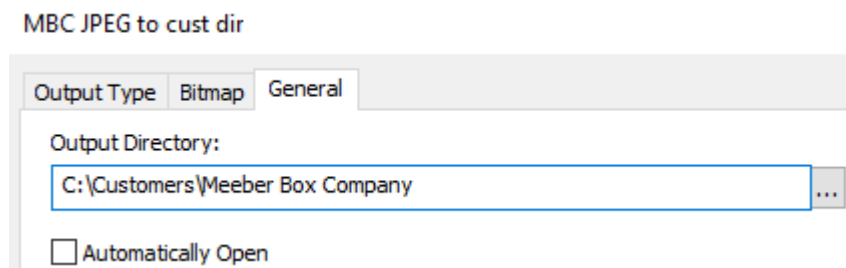 MBC JPEG to cust dir
Output Type Bitmap General
Output Directory:
C:\Customers\Meeber Box Company ...
Automatically Open